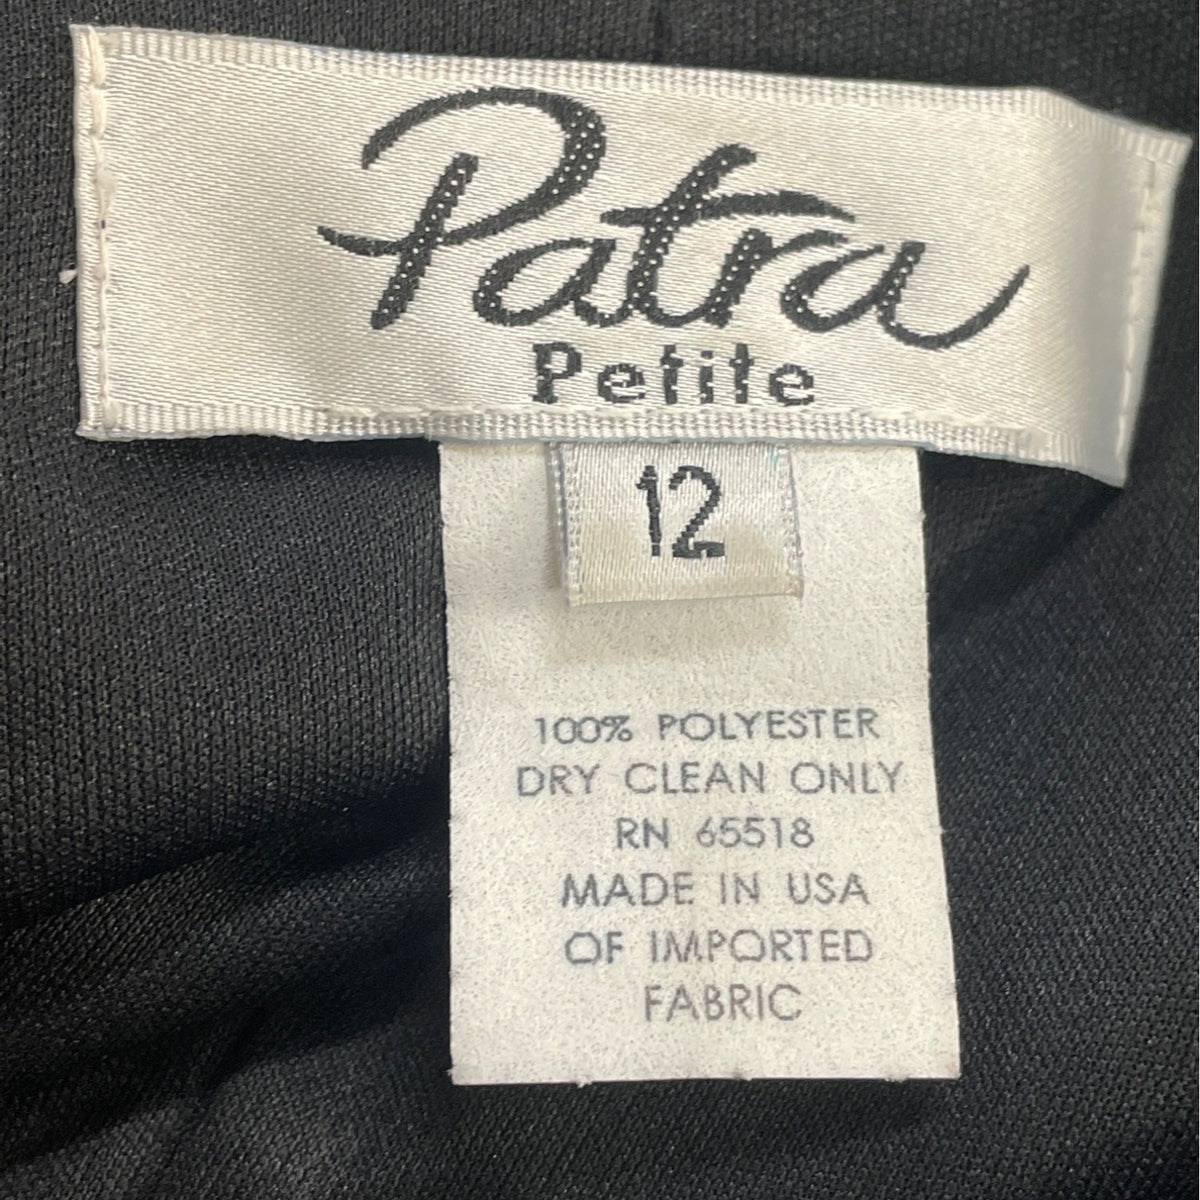 Patra
Petite
12
100% POLYESTER
DRY CLEAN ONLY
RN 65518
MADE IN USA
OF IMPORTED
FABRIC